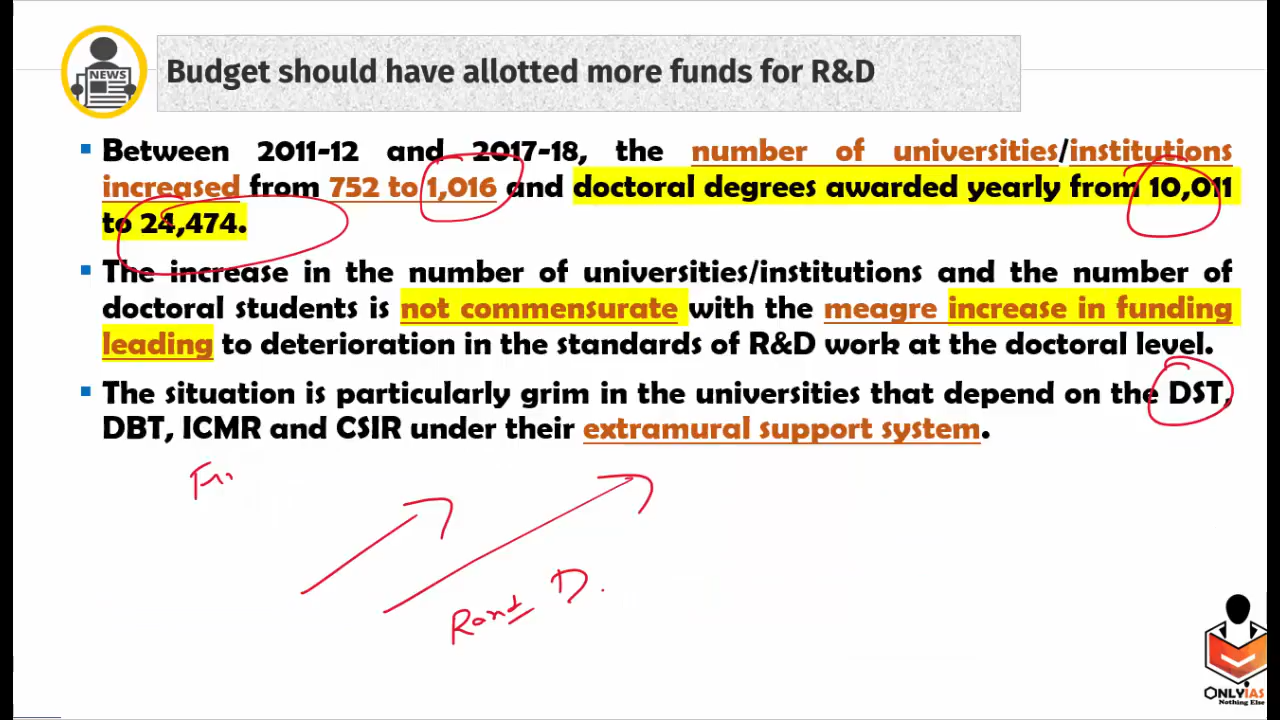 NEWS
Budget should have allotted more funds for R&D
Between 2011-12 and 2017-18, the number of universities/institutions
increased from 752 to 1,016 and doctoral degrees awarded yearly from 10,011
to 24,474.
The increase in the number of universities/institutions and the number of
doctoral students is not commensurate with the meagre increase in funding
leading to deterioration in the standards of R&D work at the doctoral level.
The situation is particularly grim in the universities that depend on the DST,
DBT, ICMR and CSIR under their extramural support system.
R and D.
ONLYIAS
Nothing Else